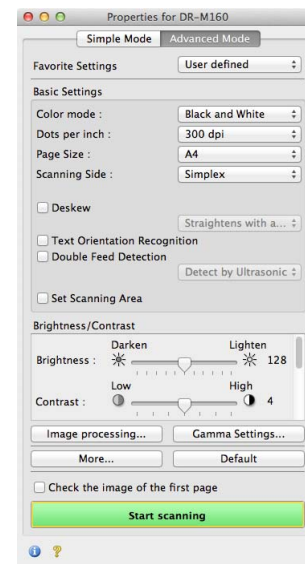 Properties for DR-M160
Simple Mode Advanced Mode
Favorite Settings User defined
Basic Settings
Color mode : Black and White
Dots per inch : 300 dpi
Page Size : A4
Scanning Side : Simplex
Deskew
Straightens with a...
Text Orientation Recognition
Double Feed Detection
Detect by Ultrasonic
Set Scanning Area
Brightness/Contrast
Darken Lighten
Brightness : 128
Low High
Contrast : 4
Image processing... Gamma Settings...
More... Default
Check the image of the first page
Start scanning